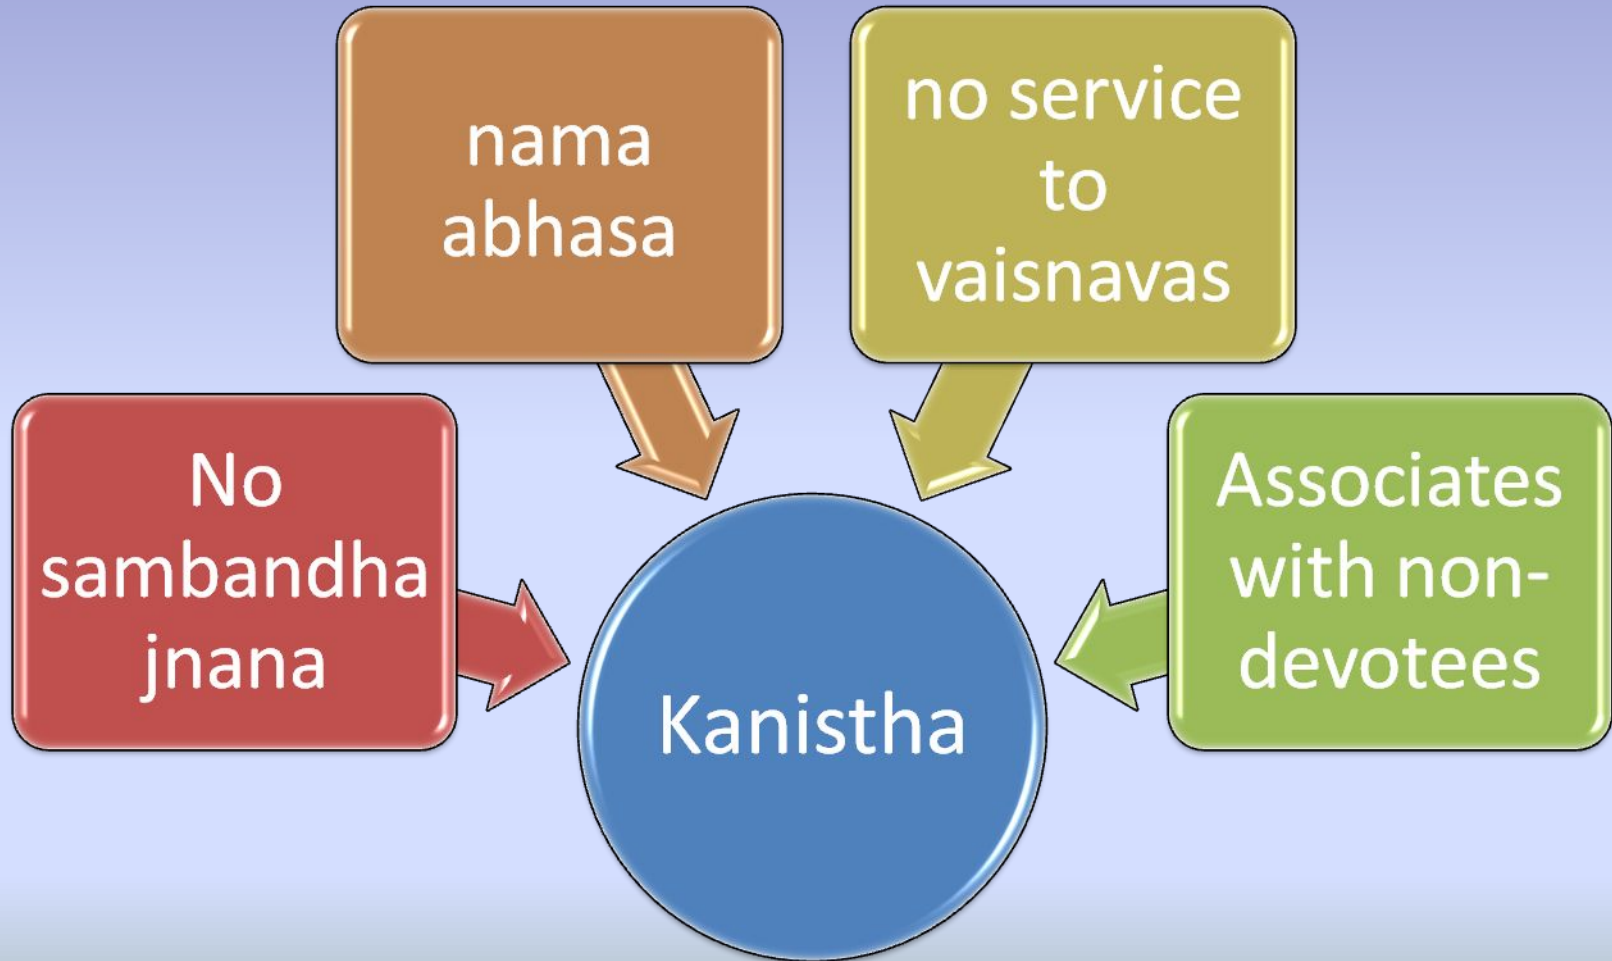 nama
abhasa
no service
to
vaisnavas
No
sambandha
jnana
Associates
with non-
devotees
Kanistha